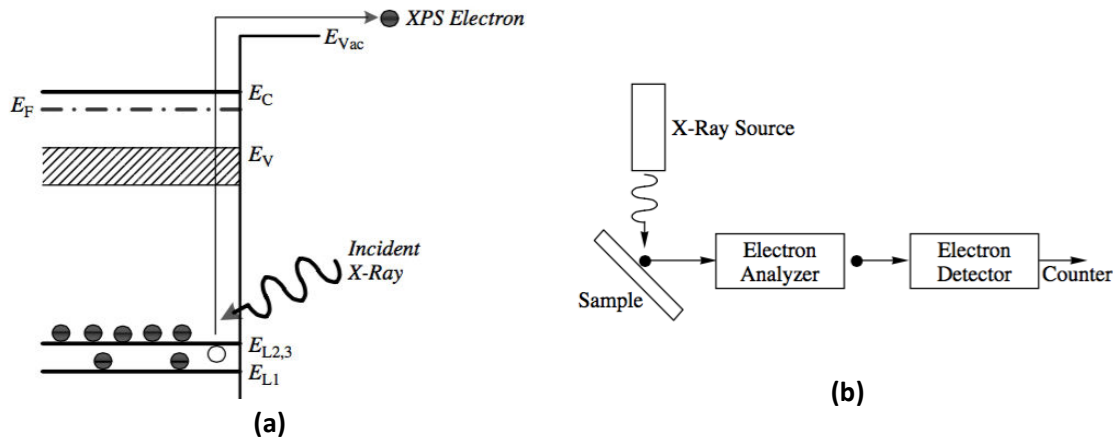 XPS Electron
E_Vac
E_C
E_F
E_V
Incident
X-Ray
E_L2,3
E_L1
(a)
X-Ray Source
Sample
Electron
Analyzer
Electron
Detector
Counter
(b)